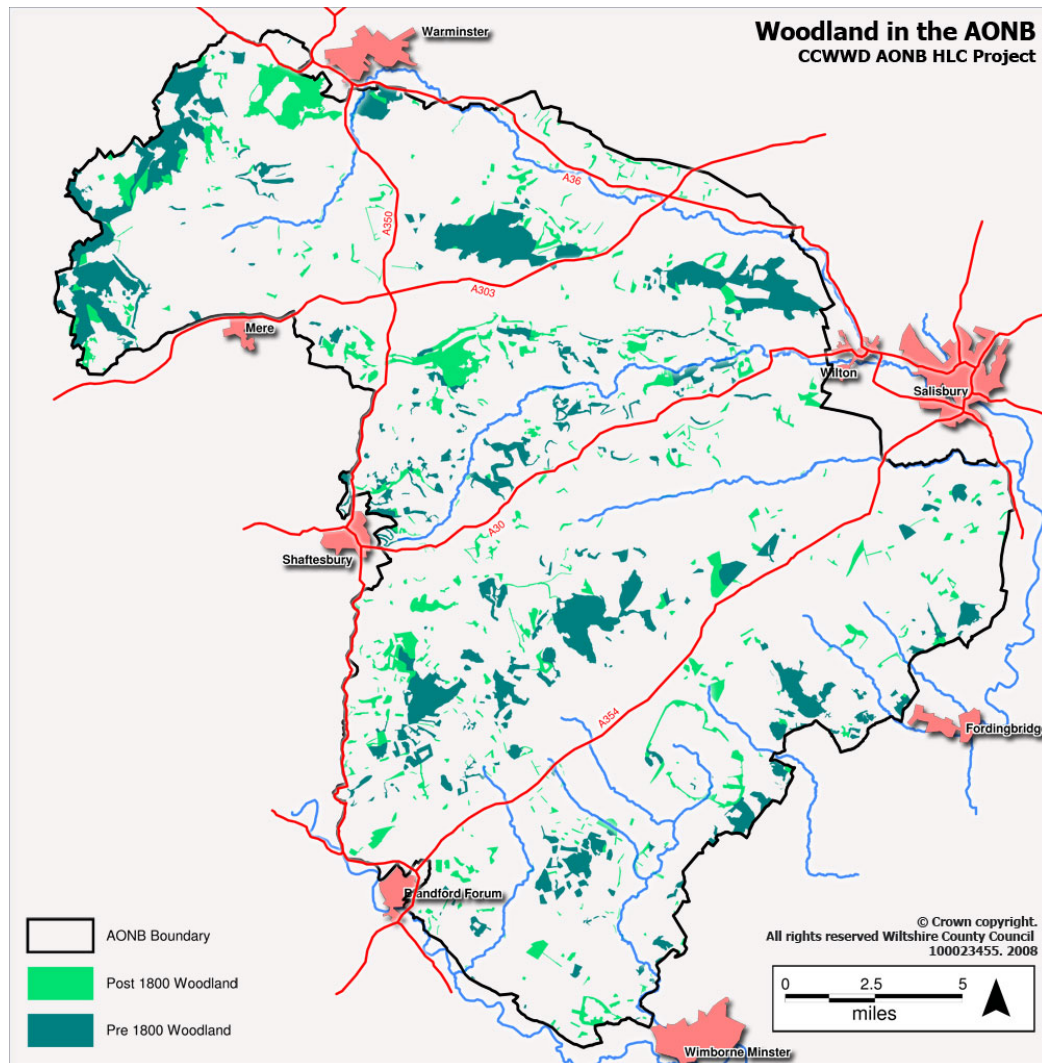 Woodland in the AONB
CCWWD AONB HLC Project
Warminster
A36
A350
A303
Mere
Wilton
Salisbury
A30
Shaftesbury
A354
Fordingbridge
Blandford Forum
AONB Boundary
Post 1800 Woodland
Pre 1800 Woodland
© Crown copyright.
All rights reserved Wiltshire County Council
100023455. 2008
0 2.5 5
miles
Wimborne Minster